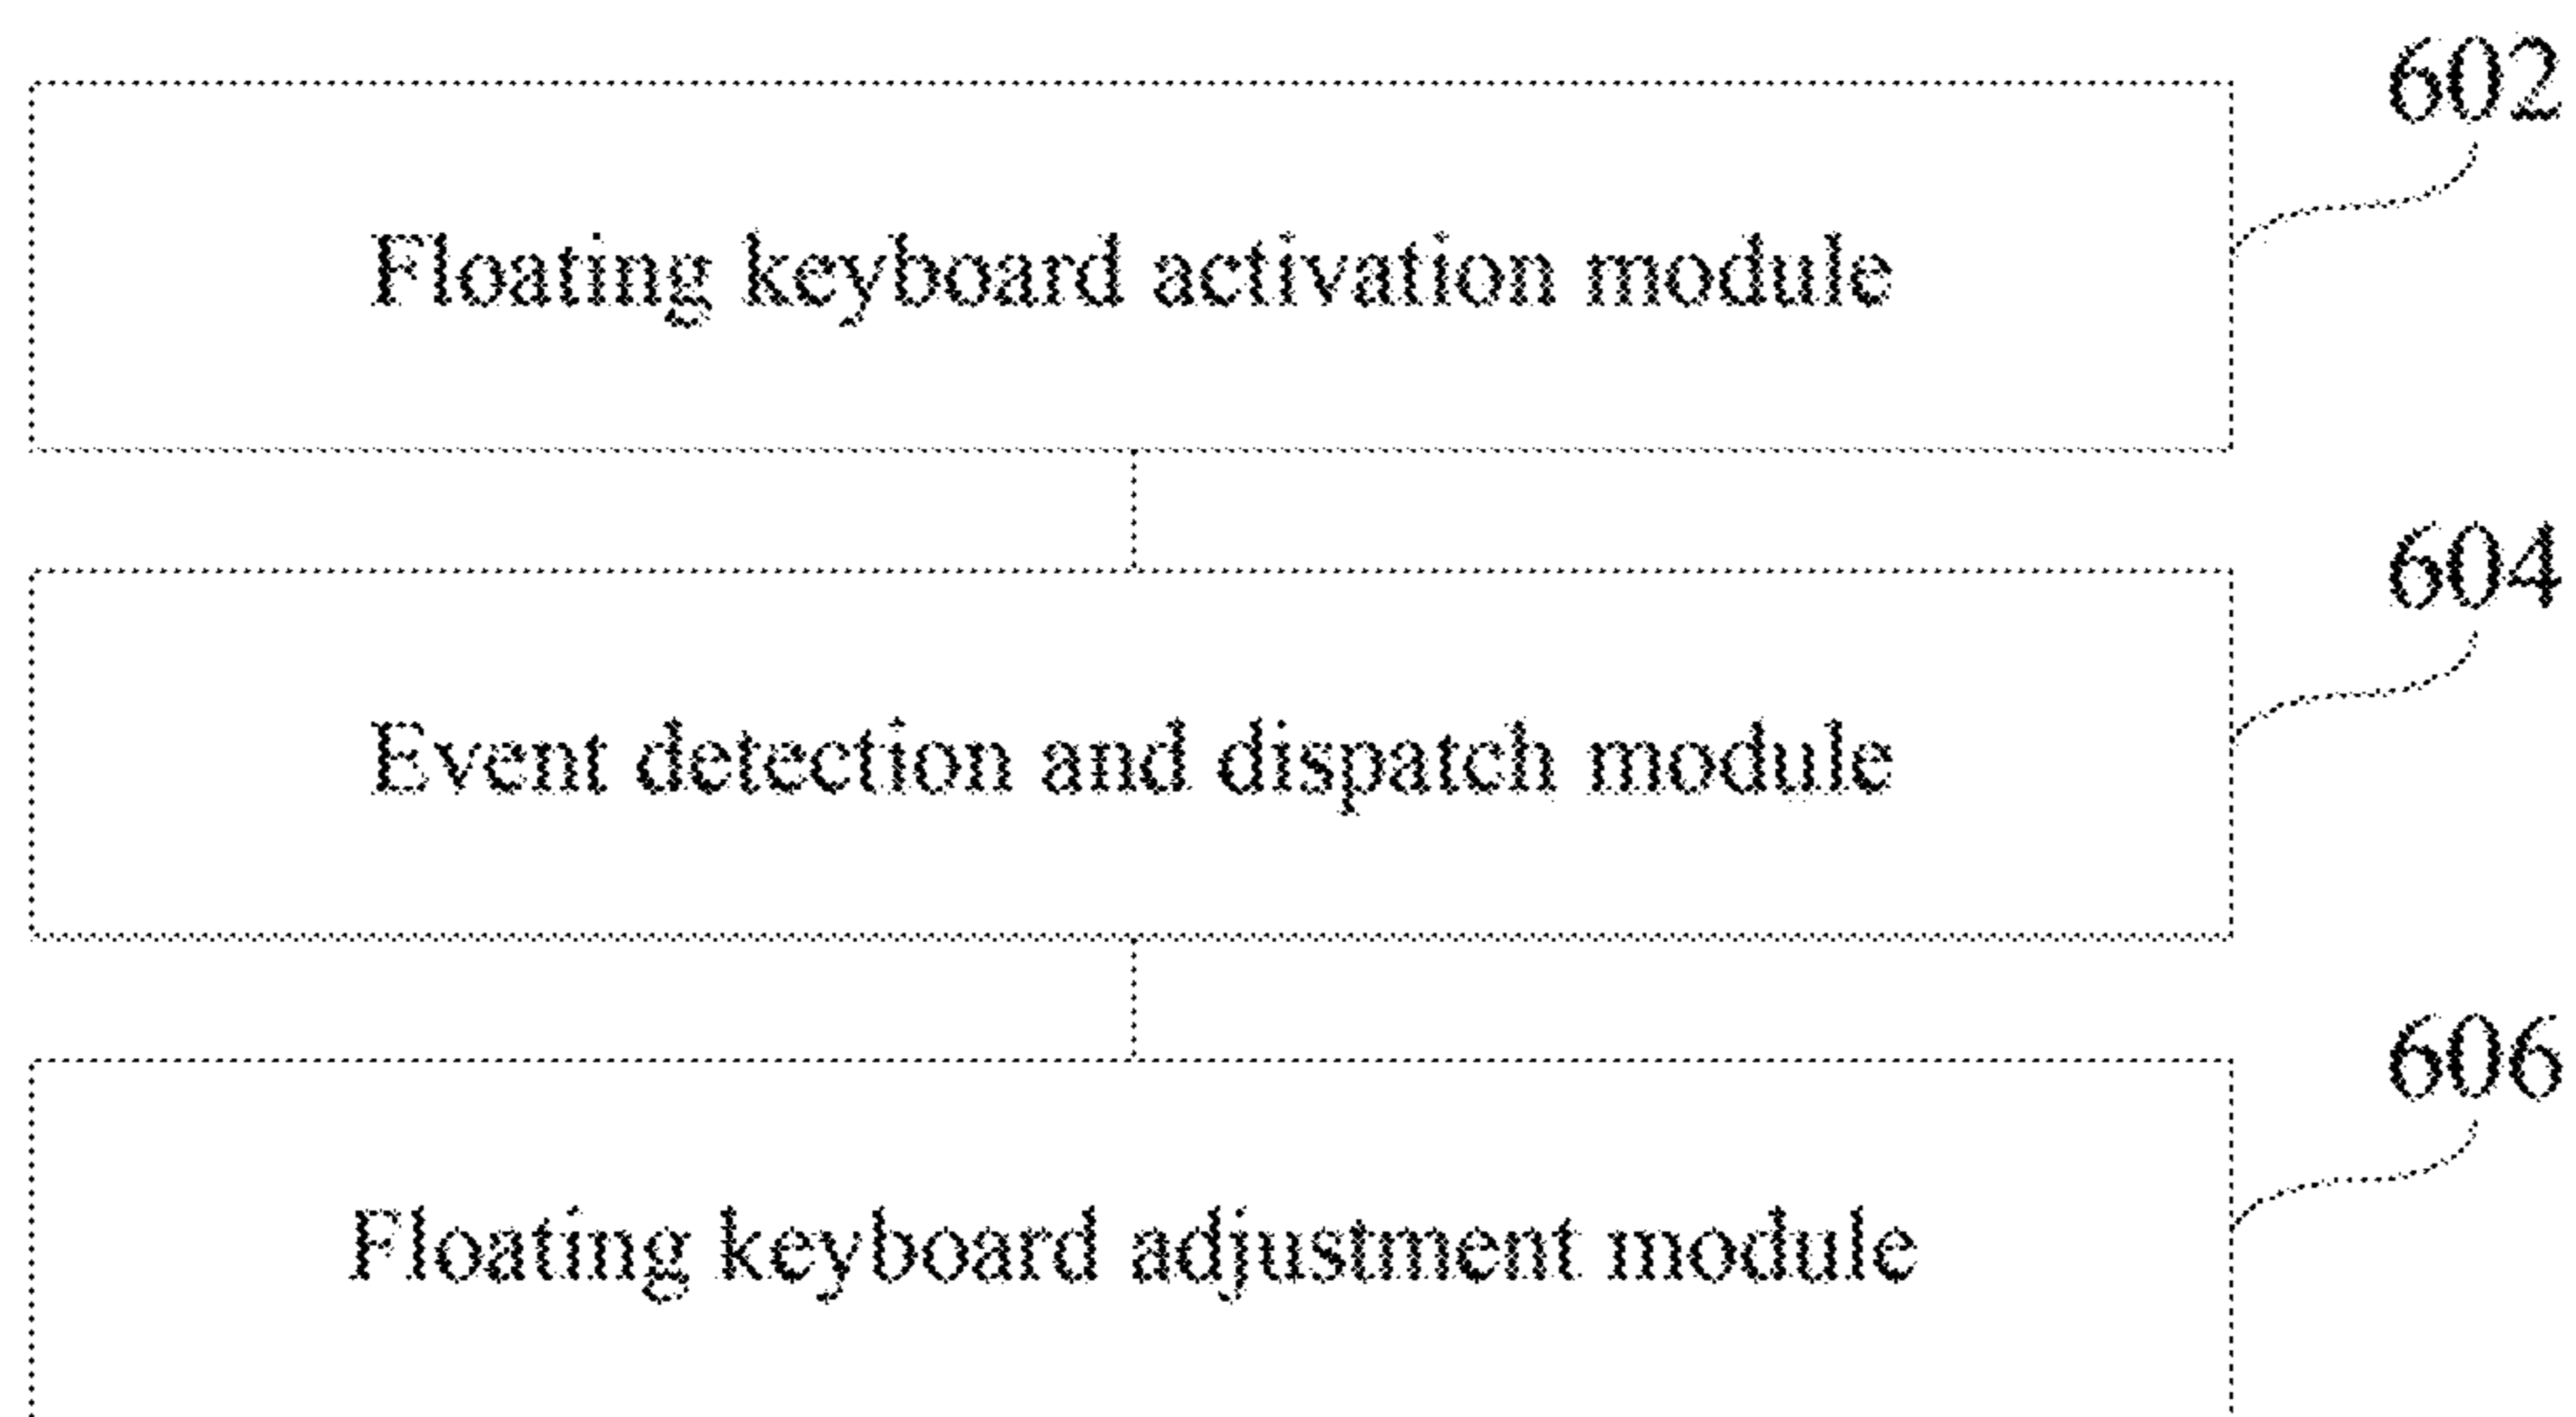 602
Floating keyboard activation module
604
Event detection and dispatch module
606
Floating keyboard adjustment module